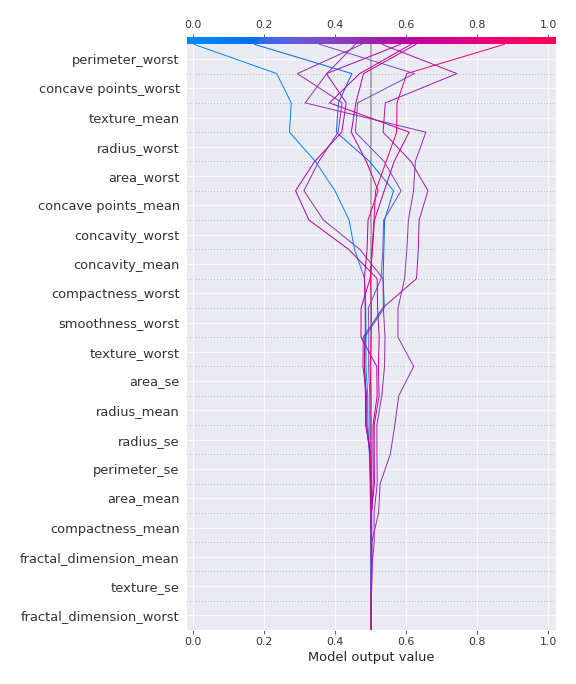 0.0 0.2 0.4 0.6 0.8 1.0
perimeter_worst
concave points_worst
texture_mean
radius_worst
area_worst
concave points_mean
concavity_worst
concavity_mean
compactness_worst
smoothness_worst
texture_worst
area_se
radius_mean
radius_se
perimeter_se
area_mean
compactness_mean
fractal_dimension_mean
texture_se
fractal_dimension_worst
0.0 0.2 0.4 0.6 0.8 1.0
Model output value